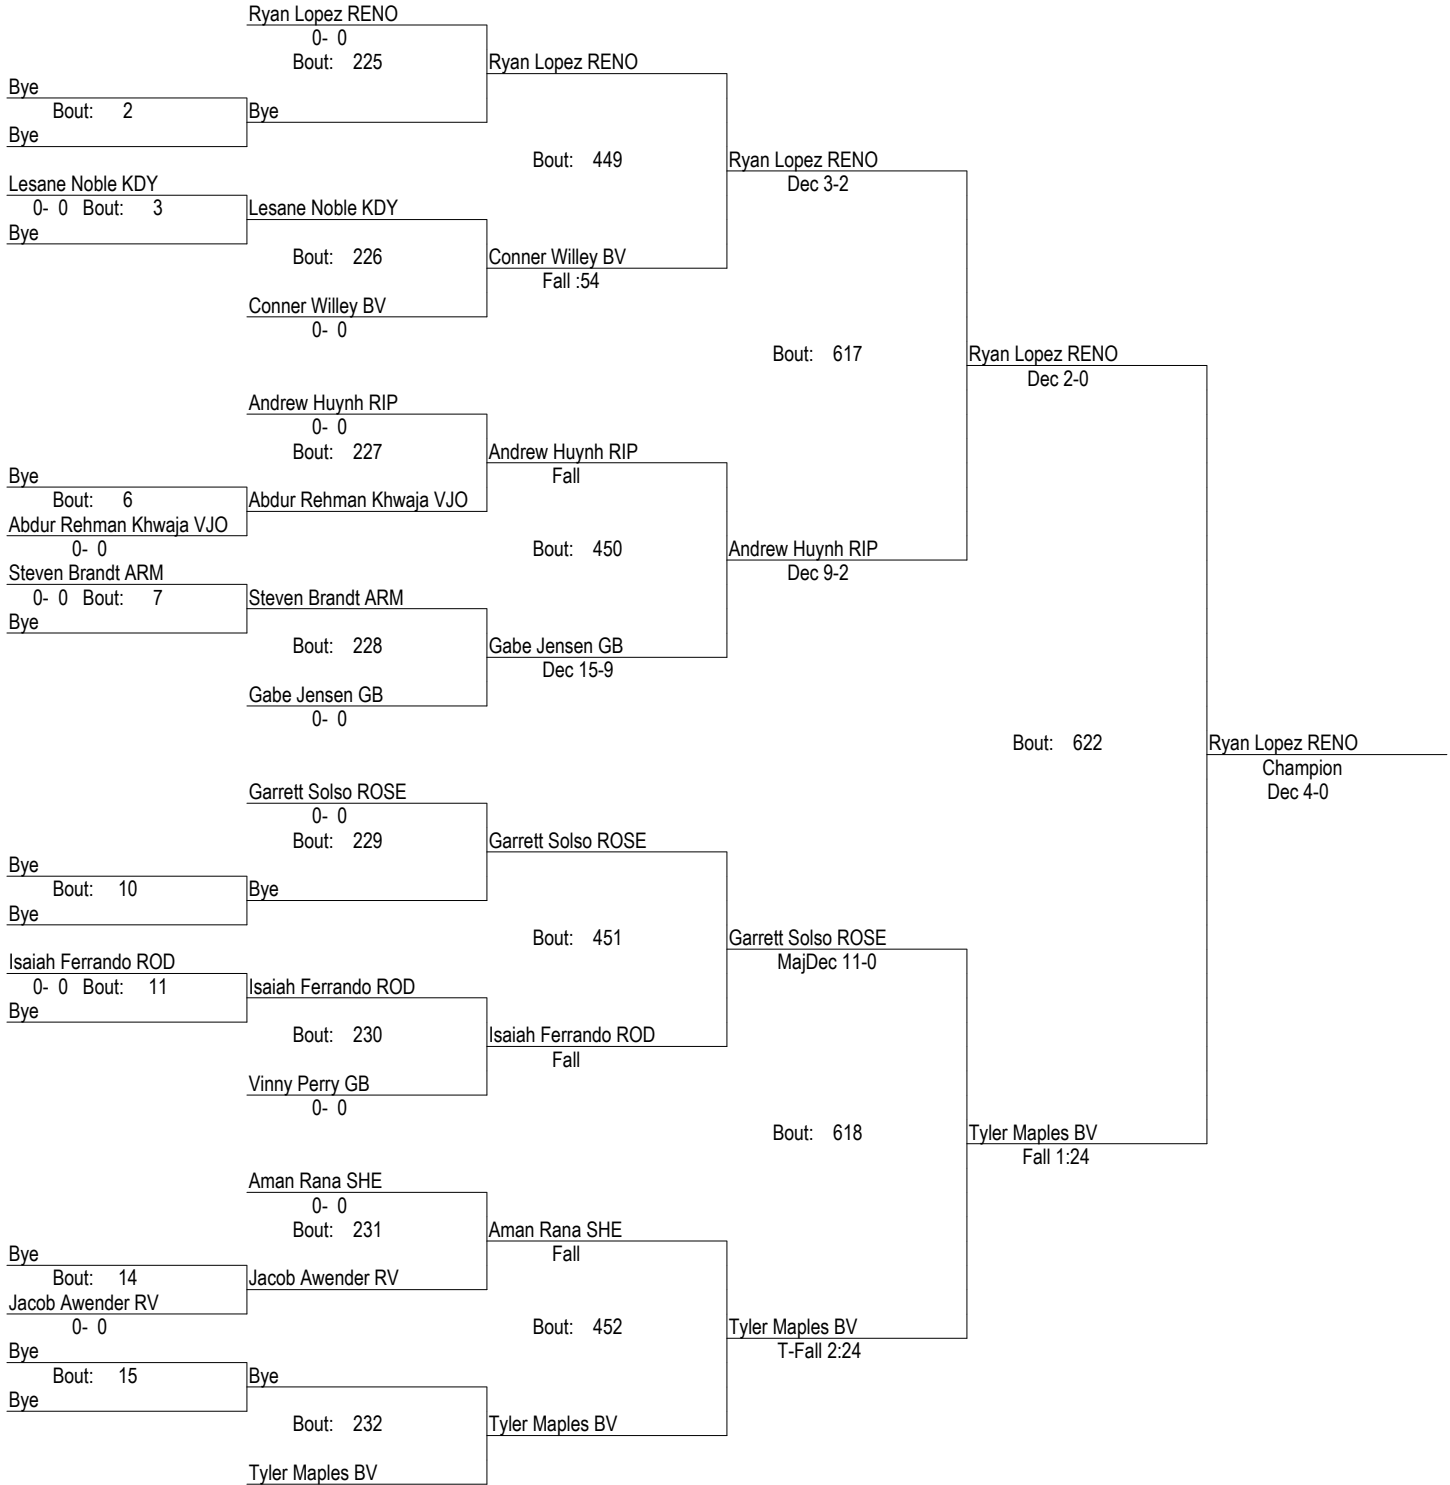 Ryan Lopez RENO
0- 0
Bout: 225
Ryan Lopez RENO
Bye
Bout: 2
Bye
Bye
Bout: 449
Ryan Lopez RENO
Dec 3-2
Lesane Noble KDY
0- 0 Bout: 3
Lesane Noble KDY
Bye
Bout: 226
Conner Willey BV
Fall :54
Conner Willey BV
0- 0
Bout: 617
Ryan Lopez RENO
Dec 2-0
Andrew Huynh RIP
0- 0
Bout: 227
Andrew Huynh RIP
Fall
Bye
Bout: 6
Abdur Rehman Khwaja VJO
Abdur Rehman Khwaja VJO
0- 0
Bout: 450
Andrew Huynh RIP
Dec 9-2
Steven Brandt ARM
0- 0 Bout: 7
Steven Brandt ARM
Bye
Bout: 228
Gabe Jensen GB
Dec 15-9
Gabe Jensen GB
0- 0
Bout: 622
Ryan Lopez RENO
Champion
Dec 4-0
Garrett Solso ROSE
0- 0
Bout: 229
Garrett Solso ROSE
Bye
Bout: 10
Bye
Bye
Bout: 451
Garrett Solso ROSE
MajDec 11-0
Isaiah Ferrando ROD
0- 0 Bout: 11
Isaiah Ferrando ROD
Bye
Bout: 230
Isaiah Ferrando ROD
Fall
Vinny Perry GB
0- 0
Bout: 618
Tyler Maples BV
Fall 1:24
Aman Rana SHE
0- 0
Bout: 231
Aman Rana SHE
Fall
Bye
Bout: 14
Jacob Awender RV
Jacob Awender RV
0- 0
Bout: 452
Tyler Maples BV
T-Fall 2:24
Bye
Bout: 15
Bye
Bye
Bout: 232
Tyler Maples BV
Tyler Maples BV